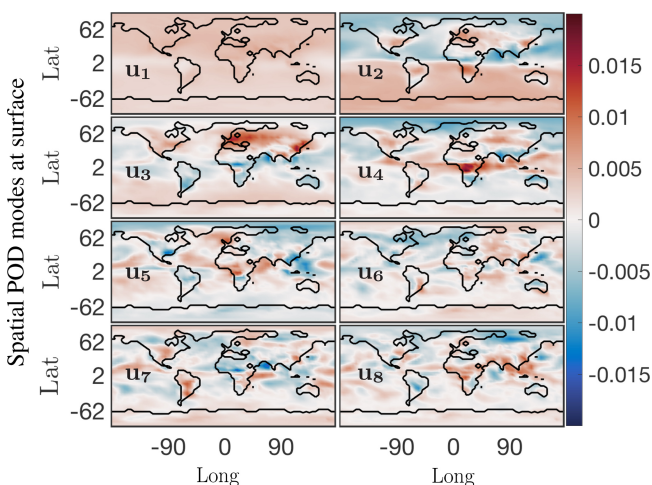 Spatial POD modes at surface
Lat 62 2 -62
u1
u2
Lat 62 2 -62
u3
u4
Lat 62 2 -62
u5
u6
Lat 62 2 -62
u7
u8
-90 0 90
-90 0 90
Long
Long
0.015
0.01
0.005
0
-0.005
-0.01
-0.015